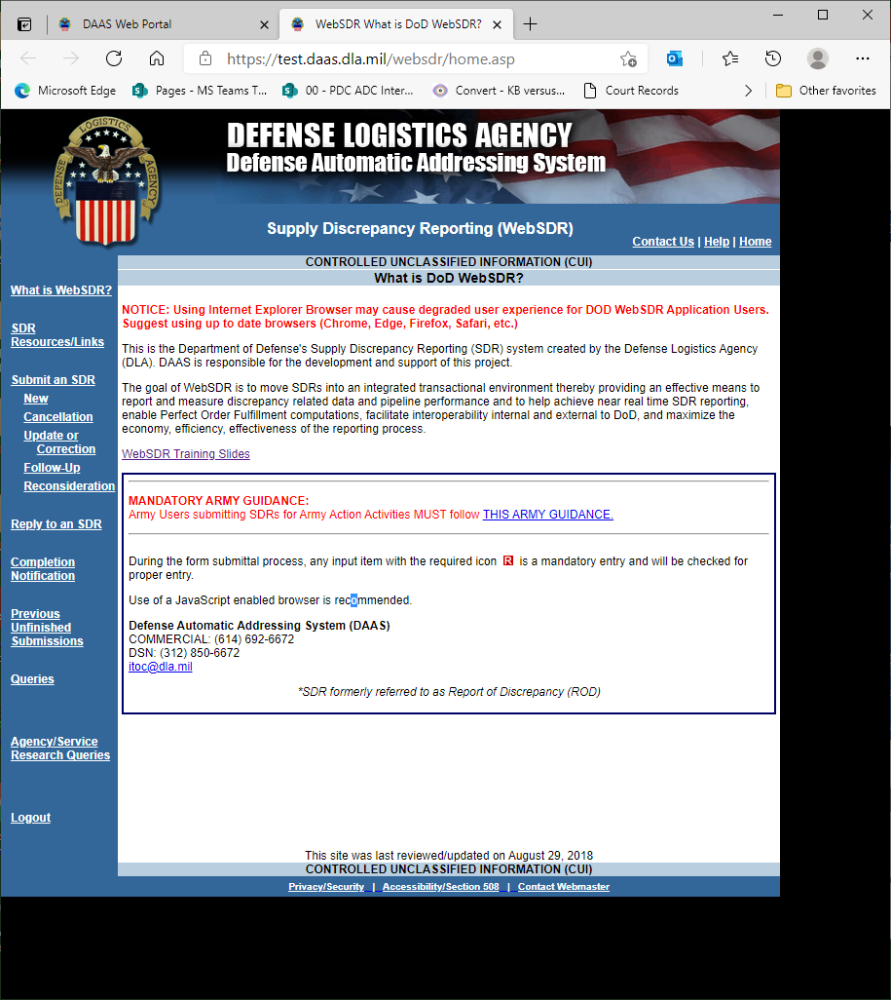 DAAS Web Portal
WebSDR What is DoD WebSDR?
https://test.daas.dla.mil/websdr/home.asp
Microsoft Edge
Pages - MS Teams T...
00 - PDC ADC Inter...
Convert - KB versus...
Court Records
Other favorites
DEFENSE LOGISTICS AGENCY
DEFENSE LOGISTICS AGENCY
Defense Automatic Addressing System
Supply Discrepancy Reporting (WebSDR)
Contact Us | Help | Home
CONTROLLED UNCLASSIFIED INFORMATION (CUI)
What is DoD WebSDR?
What is WebSDR?
SDR
Resources/Links
Submit an SDR
New
Cancellation
Update or
Correction
Follow-Up
Reconsideration
Reply to an SDR
Completion
Notification
Previous
Unfinished
Submissions
Queries
Agency/Service
Research Queries
Logout
NOTICE: Using Internet Explorer Browser may cause degraded user experience for DOD WebSDR Application Users.
Suggest using up to date browsers (Chrome, Edge, Firefox, Safari, etc.)
This is the Department of Defense's Supply Discrepancy Reporting (SDR) system created by the Defense Logistics Agency
(DLA). DAAS is responsible for the development and support of this project.
The goal of WebSDR is to move SDRs into an integrated transactional environment thereby providing an effective means to
report and measure discrepancy related data and pipeline performance and to help achieve near real time SDR reporting,
enable Perfect Order Fulfillment computations, facilitate interoperability internal and external to DoD, and maximize the
economy, efficiency, effectiveness of the reporting process.
WebSDR Training Slides
MANDATORY ARMY GUIDANCE:
Army Users submitting SDRs for Army Action Activities MUST follow THIS ARMY GUIDANCE.
During the form submittal process, any input item with the required icon R is a mandatory entry and will be checked for
proper entry.
Use of a JavaScript enabled browser is recommended.
Defense Automatic Addressing System (DAAS)
COMMERCIAL: (614) 692-6672
DSN: (312) 850-6672
itoc@dla.mil
*SDR formerly referred to as Report of Discrepancy (ROD)
This site was last reviewed/updated on August 29, 2018
CONTROLLED UNCLASSIFIED INFORMATION (CUI)
Privacy/Security | Accessibility/Section 508 | Contact Webmaster